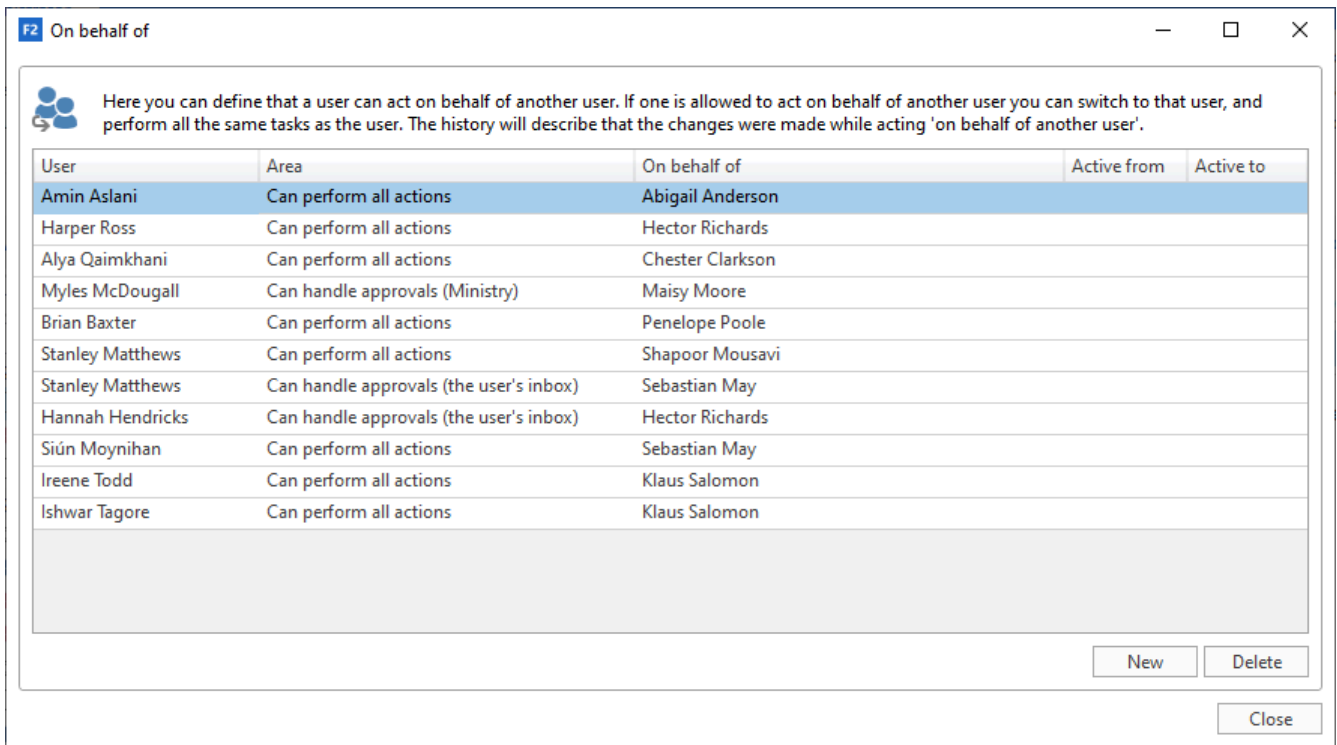 F2 On behalf of
Here you can define that a user can act on behalf of another user. If one is allowed to act on behalf of another user you can switch to that user, and
perform all the same tasks as the user. The history will describe that the changes were made while acting 'on behalf of another user'.
User Area On behalf of Active from Active to
Amin Aslani Can perform all actions Abigail Anderson
Harper Ross Can perform all actions Hector Richards
Alya Qaimkhani Can perform all actions Chester Clarkson
Myles McDougall Can handle approvals (Ministry) Maisy Moore
Brian Baxter Can perform all actions Penelope Poole
Stanley Matthews Can perform all actions Shapoor Mousavi
Stanley Matthews Can handle approvals (the user's inbox) Sebastian May
Hannah Hendricks Can handle approvals (the user's inbox) Hector Richards
Siún Moynihan Can perform all actions Sebastian May
Ireene Todd Can perform all actions Klaus Salomon
Ishwar Tagore Can perform all actions Klaus Salomon
New Delete
Close